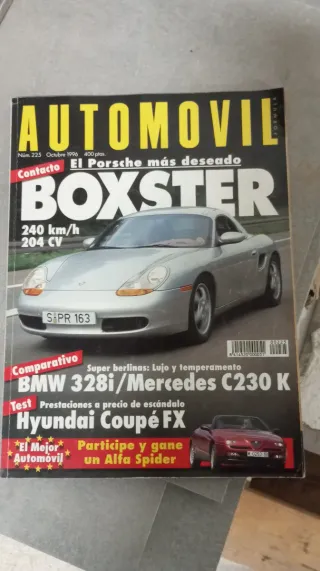 AUTOMOVIL
FORMULA
Núm. 225 Octubre 1996 400 ptas.
Contacto
El Porsche más deseado
BOXSTER
240 km/h
204 CV
S PR 163
Comparativo
Super berlinas: Lujo y temperamento
BMW 328i/Mercedes C230 K
Test
Prestaciones a precio de escándalo
Hyundai Coupé FX
El Mejor
Automóvil
Participe y gane
un Alfa Spider